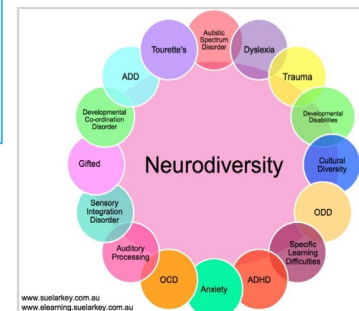 Autistic
Spectrum
Disorder
Dyslexia
Trauma
Developmental
Disabilities
Cultural
Diversity
ODD
Specific
Learning
Difficulties
ADHD
Anxiety
OCD
Auditory
Processing
Sensory
Integration
Disorder
Gifted
Developmental
Co-ordination
Disorder
ADD
Tourette's
Neurodiversity
www.suelarkey.com.au
www.elearning.suelarkey.com.au